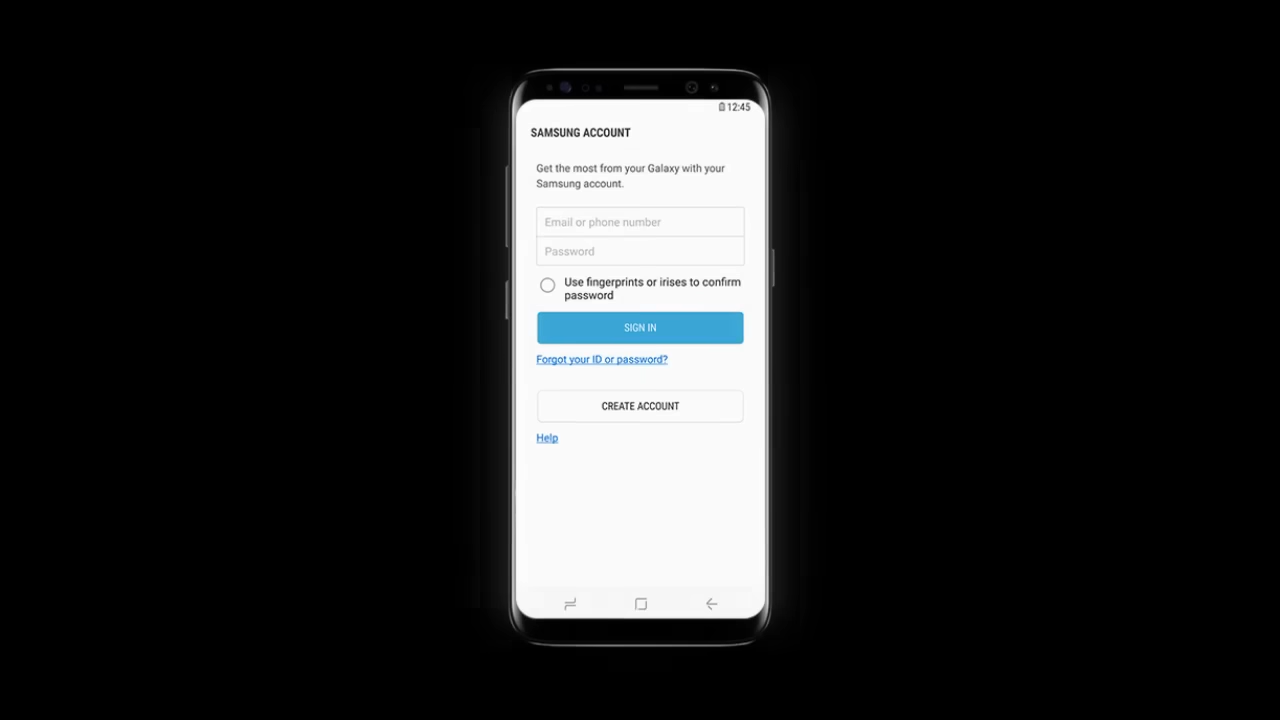 12:45
SAMSUNG ACCOUNT
Get the most from your Galaxy with your
Samsung account.
Email or phone number
Password
Use fingerprints or irises to confirm
password
SIGN IN
Forgot your ID or password?
CREATE ACCOUNT
Help